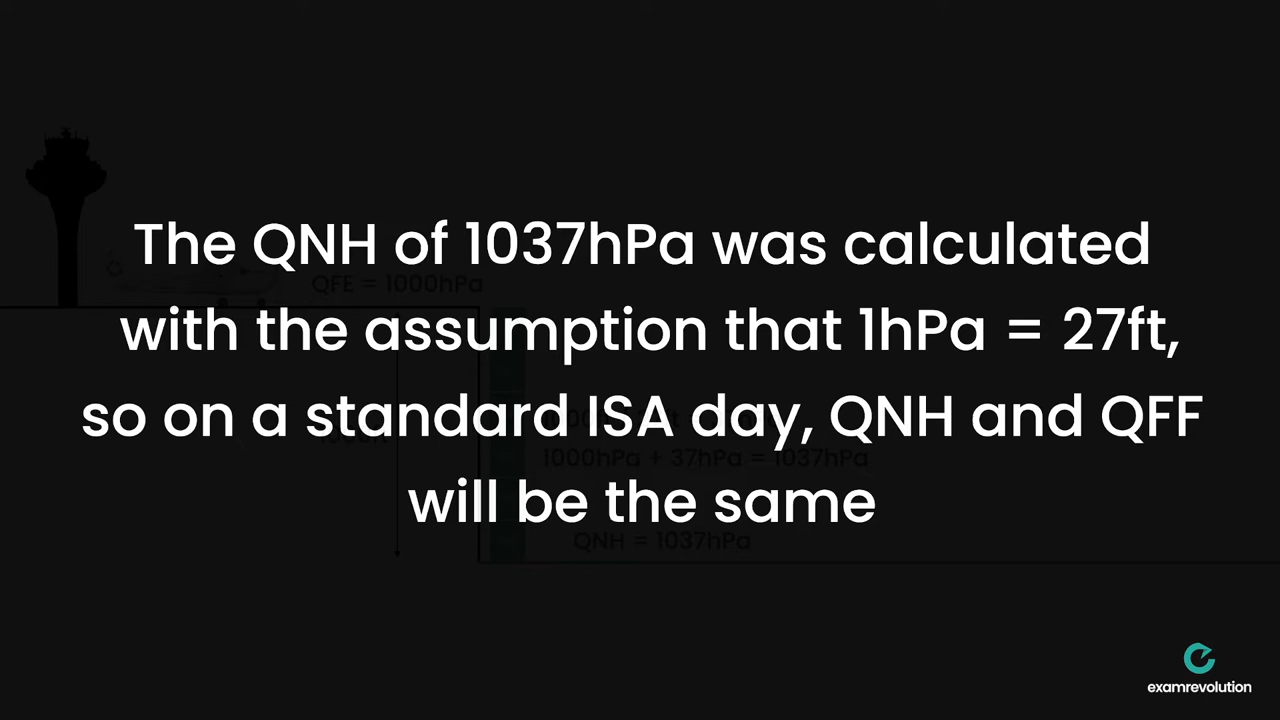 The QNH of 1037hPa was calculated
with the assumption that 1hPa = 27ft,
so on a standard ISA day, QNH and QFF
will be the same
QFE = 1000hPa
1000hPa + 37hPa = 1037hPa
QNH = 1037hPa
examrevolution